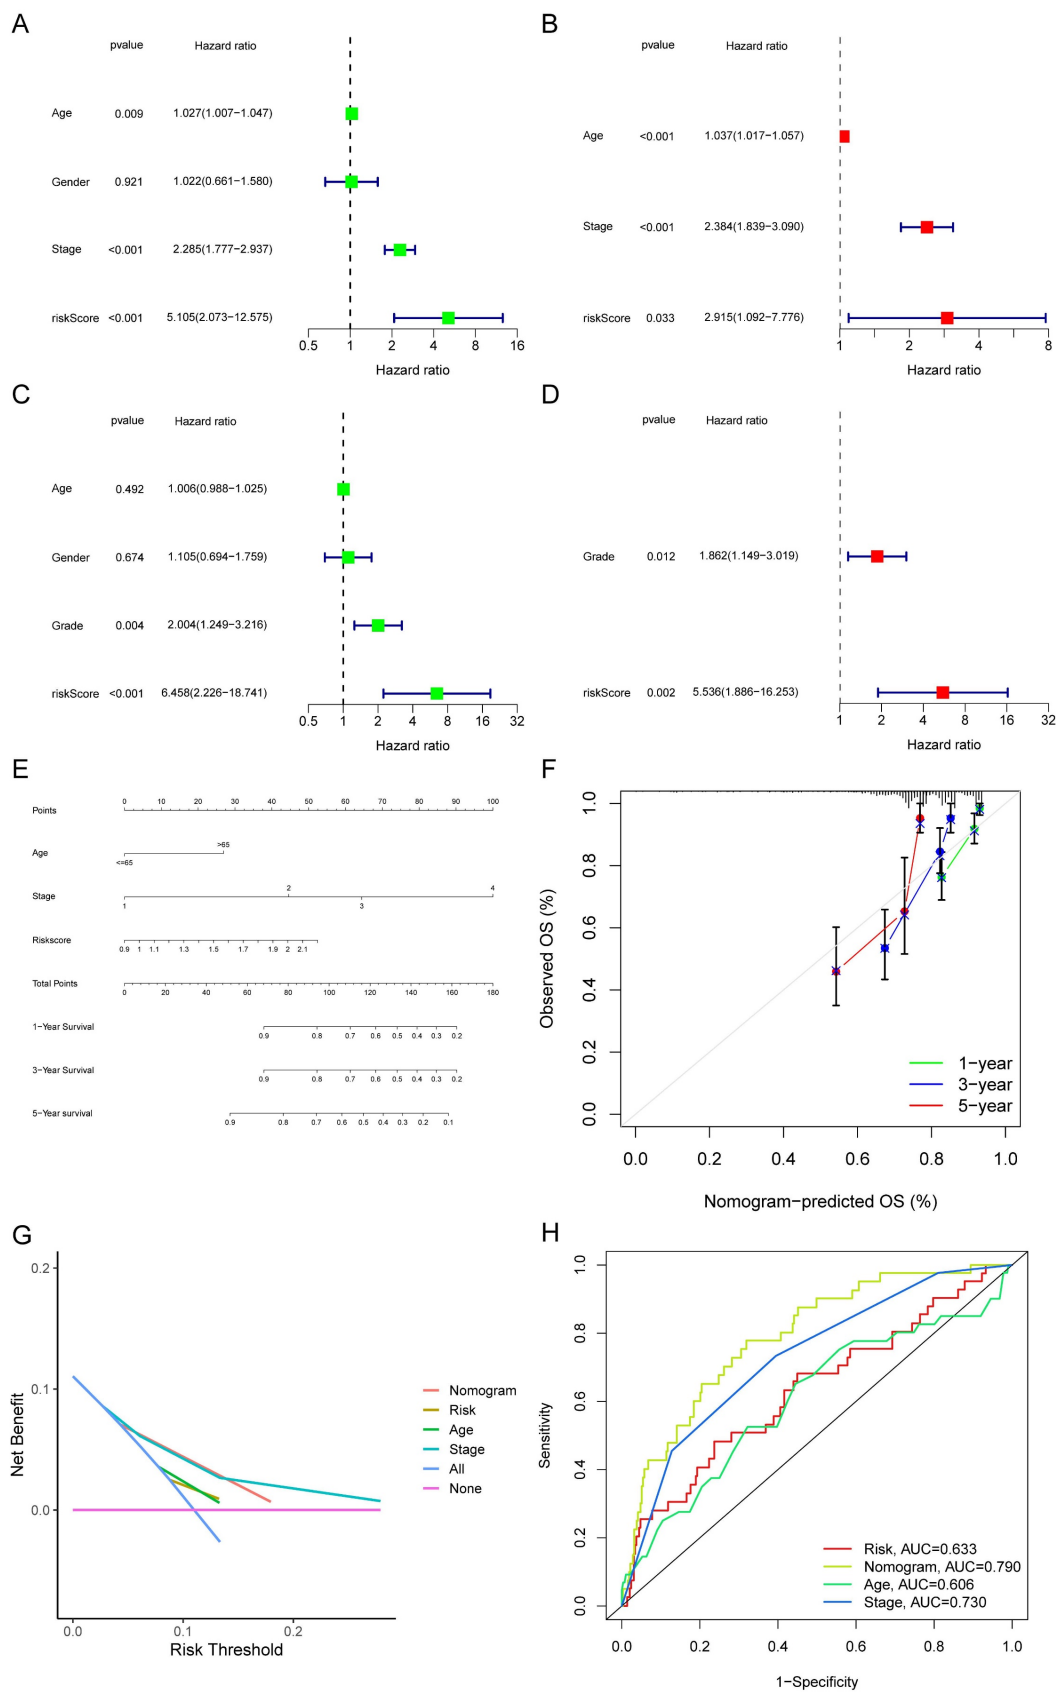 A
pvalue Hazard ratio
Age 0.009 1.027(1.007−1.047)
Gender 0.921 1.022(0.661−1.580)
Stage <0.001 2.285(1.777−2.937)
riskScore <0.001 5.105(2.073−12.575)
0.5 1 2 4 8 16
Hazard ratio
B
pvalue Hazard ratio
Age <0.001 1.037(1.017−1.057)
Stage <0.001 2.384(1.839−3.090)
riskScore 0.033 2.915(1.092−7.776)
1 2 4 8
Hazard ratio
C
pvalue Hazard ratio
Age 0.492 1.006(0.988−1.025)
Gender 0.674 1.105(0.694−1.759)
Grade 0.004 2.004(1.249−3.216)
riskScore <0.001 6.458(2.226−18.741)
0.5 1 2 4 8 16 32
Hazard ratio
D
pvalue Hazard ratio
Grade 0.012 1.862(1.149−3.019)
riskScore 0.002 5.536(1.886−16.253)
1 2 4 8 16 32
Hazard ratio
E
Points 0 10 20 30 40 50 60 70 80 90 100
Age <=65 >65
Stage 1 2 3 4
Riskscore 0.9 1 1.1 1.3 1.5 1.7 1.9 2 2.1
Total Points 0 20 40 60 80 100 120 140 160 180
1−Year Survival 0.9 0.8 0.7 0.6 0.5 0.4 0.3 0.2
3−Year Survival 0.9 0.8 0.7 0.6 0.5 0.4 0.3 0.2
5−Year survival 0.9 0.8 0.7 0.6 0.5 0.4 0.3 0.2 0.1
F
Observed OS (%)
1.0
0.8
0.6
0.4
0.2
0.0
1−year
3−year
5−year
0.0 0.2 0.4 0.6 0.8 1.0
Nomogram−predicted OS (%)
G
Net Benefit
0.2
0.1
0.0
Nomogram
Risk
Age
Stage
All
None
0.0 0.1 0.2
Risk Threshold
H
Sensitivity
1.0
0.8
0.6
0.4
0.2
0.0
Risk, AUC=0.633
Nomogram, AUC=0.790
Age, AUC=0.606
Stage, AUC=0.730
0.0 0.2 0.4 0.6 0.8 1.0
1−Specificity